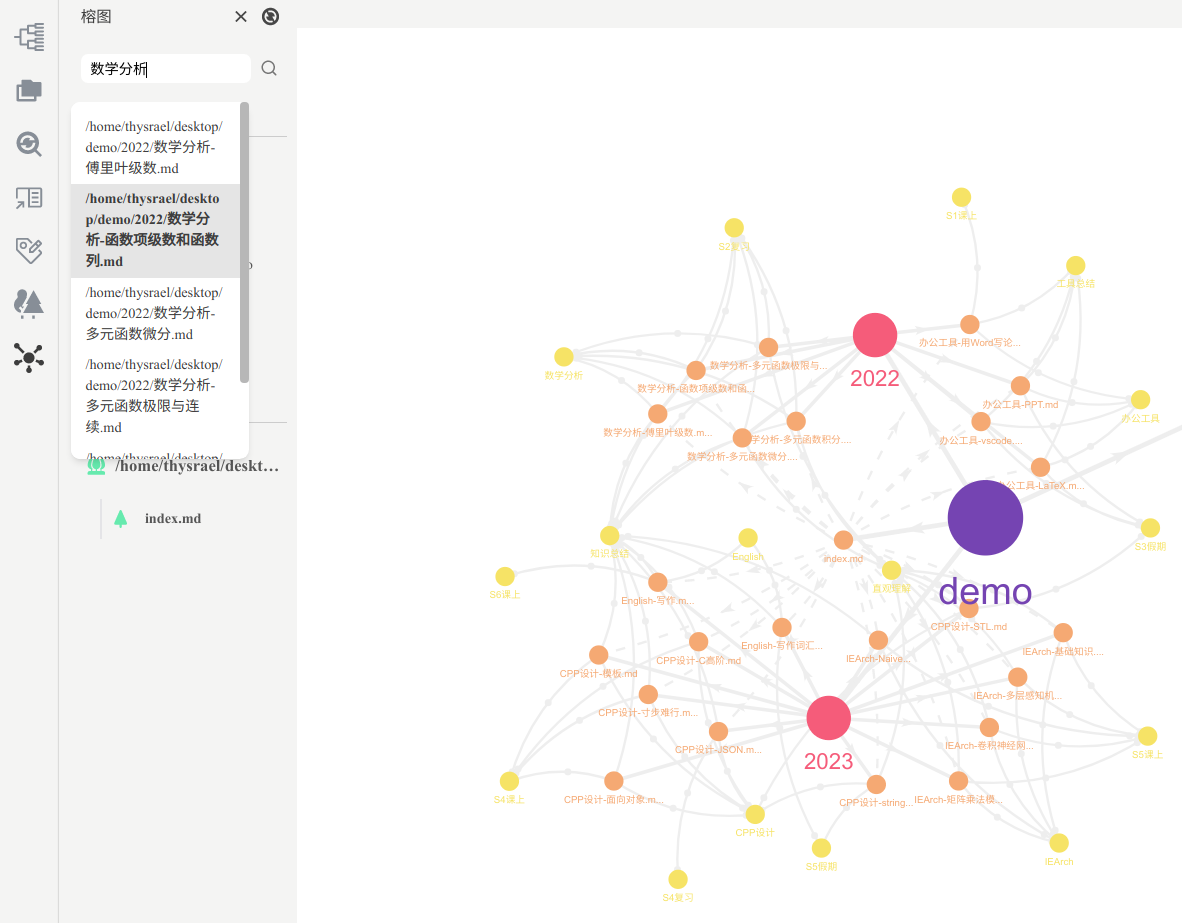 榕图
数学分析
/home/thysrael/desktop/
demo/2022/数学分析-
傅里叶级数.md
/home/thysrael/deskto
p/demo/2022/数学分
析-函数项级数和函数
列.md
/home/thysrael/desktop/
demo/2022/数学分析-
多元函数微分.md
/home/thysrael/desktop/
demo/2022/数学分析-
多元函数极限与连
续.md
/home/thysrael/desktop/
/home/thysrael/deskt…
index.md
S1课上
S2复习
工具总结
办公工具-用Word写论...
数学分析-多元函数极限与...
数学分析
2022
数学分析-函数项级数和函...
办公工具-PPT.md
办公工具
数学分析-傅里叶级数.m...
学分析-多元函数积分....
办公工具-vscode....
数学分析-多元函数微分....
公工具-LaTeX.m...
知识总结
English
index.md
S3假期
直观理解
demo
S6课上
English-写作.m...
CPP设计-STL.md
English-写作词汇...
IEArch-Naive...
IEArch-基础知识....
CPP设计-C高阶.md
CPP设计-模板.md
IEArch-多层感知机...
CPP设计-寸步难行.m...
CPP设计-JSON.m...
IEArch-卷积神经网...
S5课上
2023
S4课上
CPP设计-面向对象.m...
CPP设计-string...
IEArch-矩阵乘法模...
CPP设计
S5假期
IEArch
S4复习